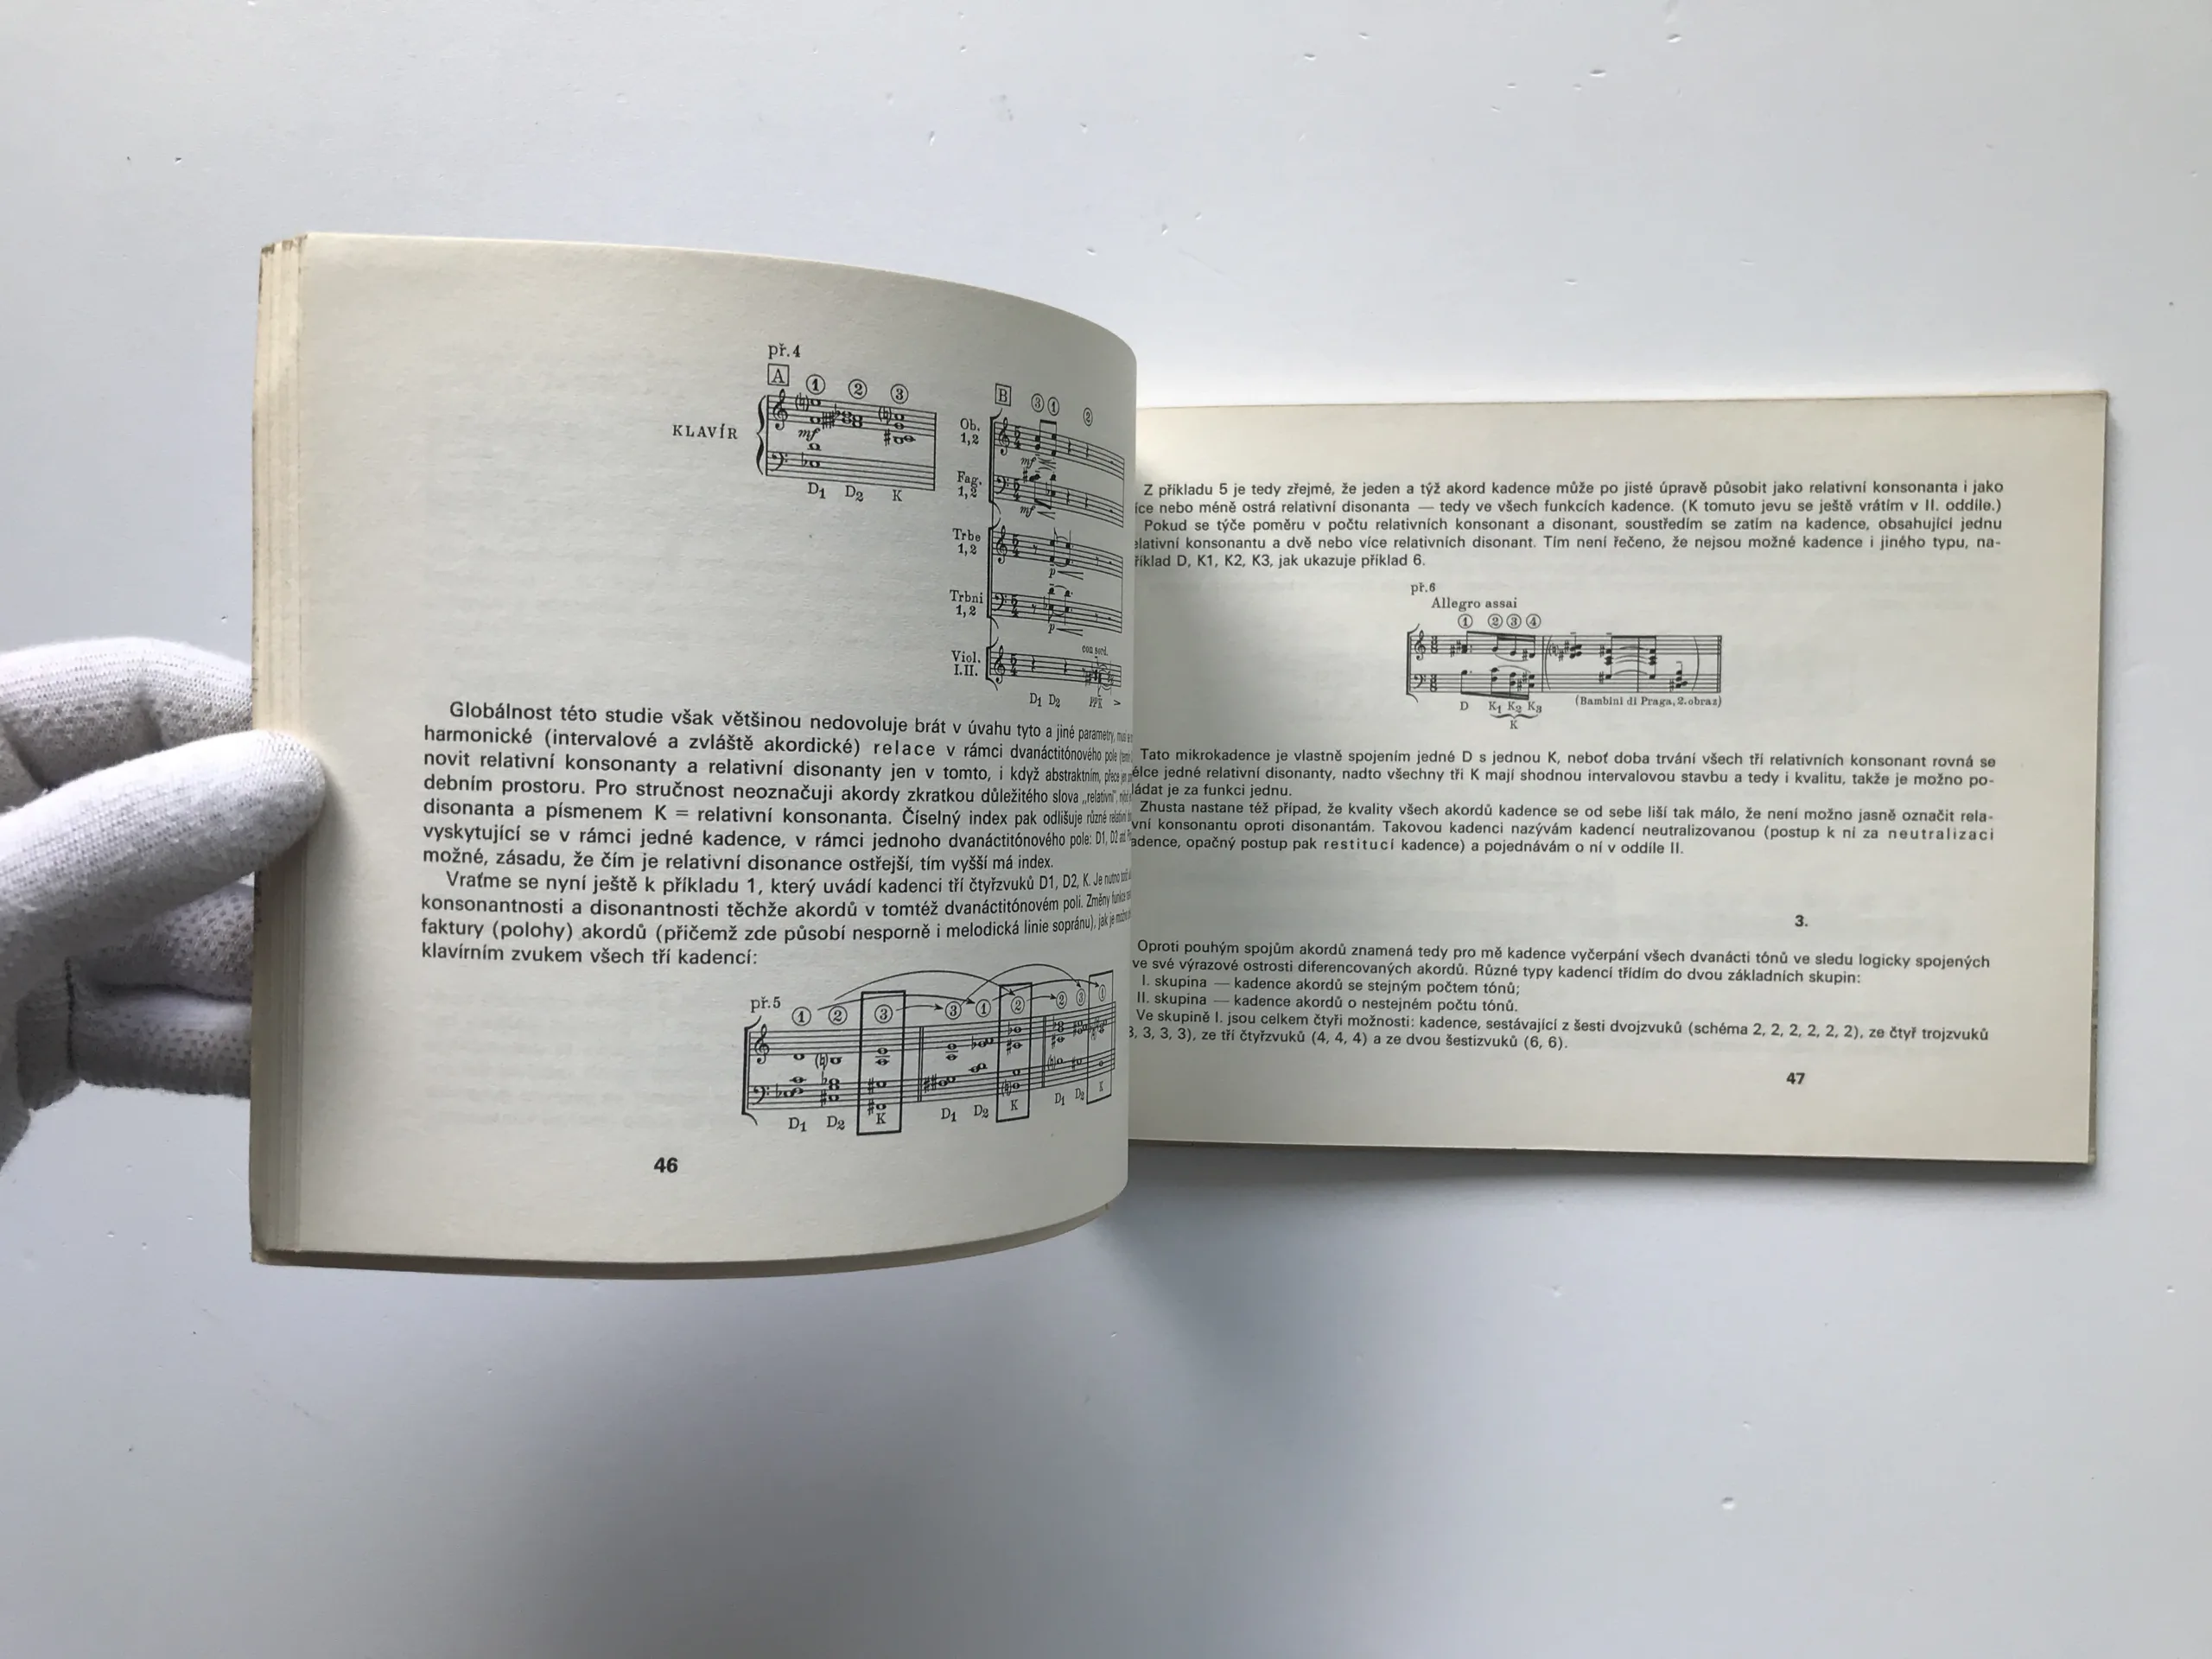 př.4
A 1 2 3
KLAVÍR
mf
D1 D2 K
B 3 1 2
Ob. 1,2
mf
Fag. 1,2
mf
Trbe 1,2
p
Trbni 1,2
p
con sord.
Viol. I.II.
D1 D2
Globálnost této studie však většinou nedovoluje brát v úvahu tyto a jiné parametry,
harmonické (intervalové a zvláště akordické) relace v rámci dvanáctitónového pole
novit relativní konsonanty a relativní disonanty jen v tomto, i když abstraktním, přece jen
debním prostoru. Pro stručnost neoznačuji akordy zkratkou důležitého slova „relativní",
disonanta a písmenem K = relativní konsonanta. Číselný index pak odlišuje různé relativní
vyskytující se v rámci jedné kadence, v rámci jednoho dvanáctitónového pole: D1, D2 atd.
možné, zásadu, že čím je relativní disonance ostřejší, tím vyšší má index.
Vraťme se nyní ještě k příkladu 1, který uvádí kadenci tří čtyřzvuků D1, D2, K. Je nutno
konsonantnosti a disonantnosti těchže akordů v tomtéž dvanáctitónovém poli. Změny funkce
faktury (polohy) akordů (přičemž zde působí nesporně i melodická linie sopránu), jak je možno
klavírním zvukem všech tří kadencí:
př.5
1 2 3 3 1 2 2 3 1
D1 D2 K D1 D2 K D1 D2 K
46
Z příkladu 5 je tedy zřejmé, že jeden a týž akord kadence může po jisté úpravě působit jako relativní konsonanta i jako
íce nebo méně ostrá relativní disonanta — tedy ve všech funkcích kadence. (K tomuto jevu se ještě vrátím v II. oddíle.)
Pokud se týče poměru v počtu relativních konsonant a disonant, soustředím se zatím na kadence, obsahující jednu
elativní konsonantu a dvě nebo více relativních disonant. Tím není řečeno, že nejsou možné kadence i jiného typu, na-
říklad D, K1, K2, K3, jak ukazuje příklad 6.
př.6
Allegro assai
1 2 3 4
D K1 K2 K3
K
(Bambini di Praga, 2. obraz)
Tato mikrokadence je vlastně spojením jedné D s jednou K, neboť doba trvání všech tří relativních konsonant rovná se
élce jedné relativní disonanty, nadto všechny tři K mají shodnou intervalovou stavbu a tedy i kvalitu, takže je možno po-
ládat je za funkci jednu.
Zhusta nastane též případ, že kvality všech akordů kadence se od sebe liší tak málo, že není možno jasně označit rela-
vní konsonantu oproti disonantám. Takovou kadenci nazývám kadencí neutralizovanou (postup k ní za neutralizaci
adence, opačný postup pak restitucí kadence) a pojednávám o ní v oddíle II.
3.
Oproti pouhým spojům akordů znamená tedy pro mě kadence vyčerpání všech dvanácti tónů ve sledu logicky spojených
ve své výrazové ostrosti diferencovaných akordů. Různé typy kadencí třídím do dvou základních skupin:
I. skupina — kadence akordů se stejným počtem tónů;
II. skupina — kadence akordů o nestejném počtu tónů.
Ve skupině I. jsou celkem čtyři možnosti: kadence, sestávající z šesti dvojzvuků (schéma 2, 2, 2, 2, 2, 2), ze čtyř trojzvuků
3, 3, 3, 3), ze tří čtyřzvuků (4, 4, 4) a ze dvou šestizvuků (6, 6).
47